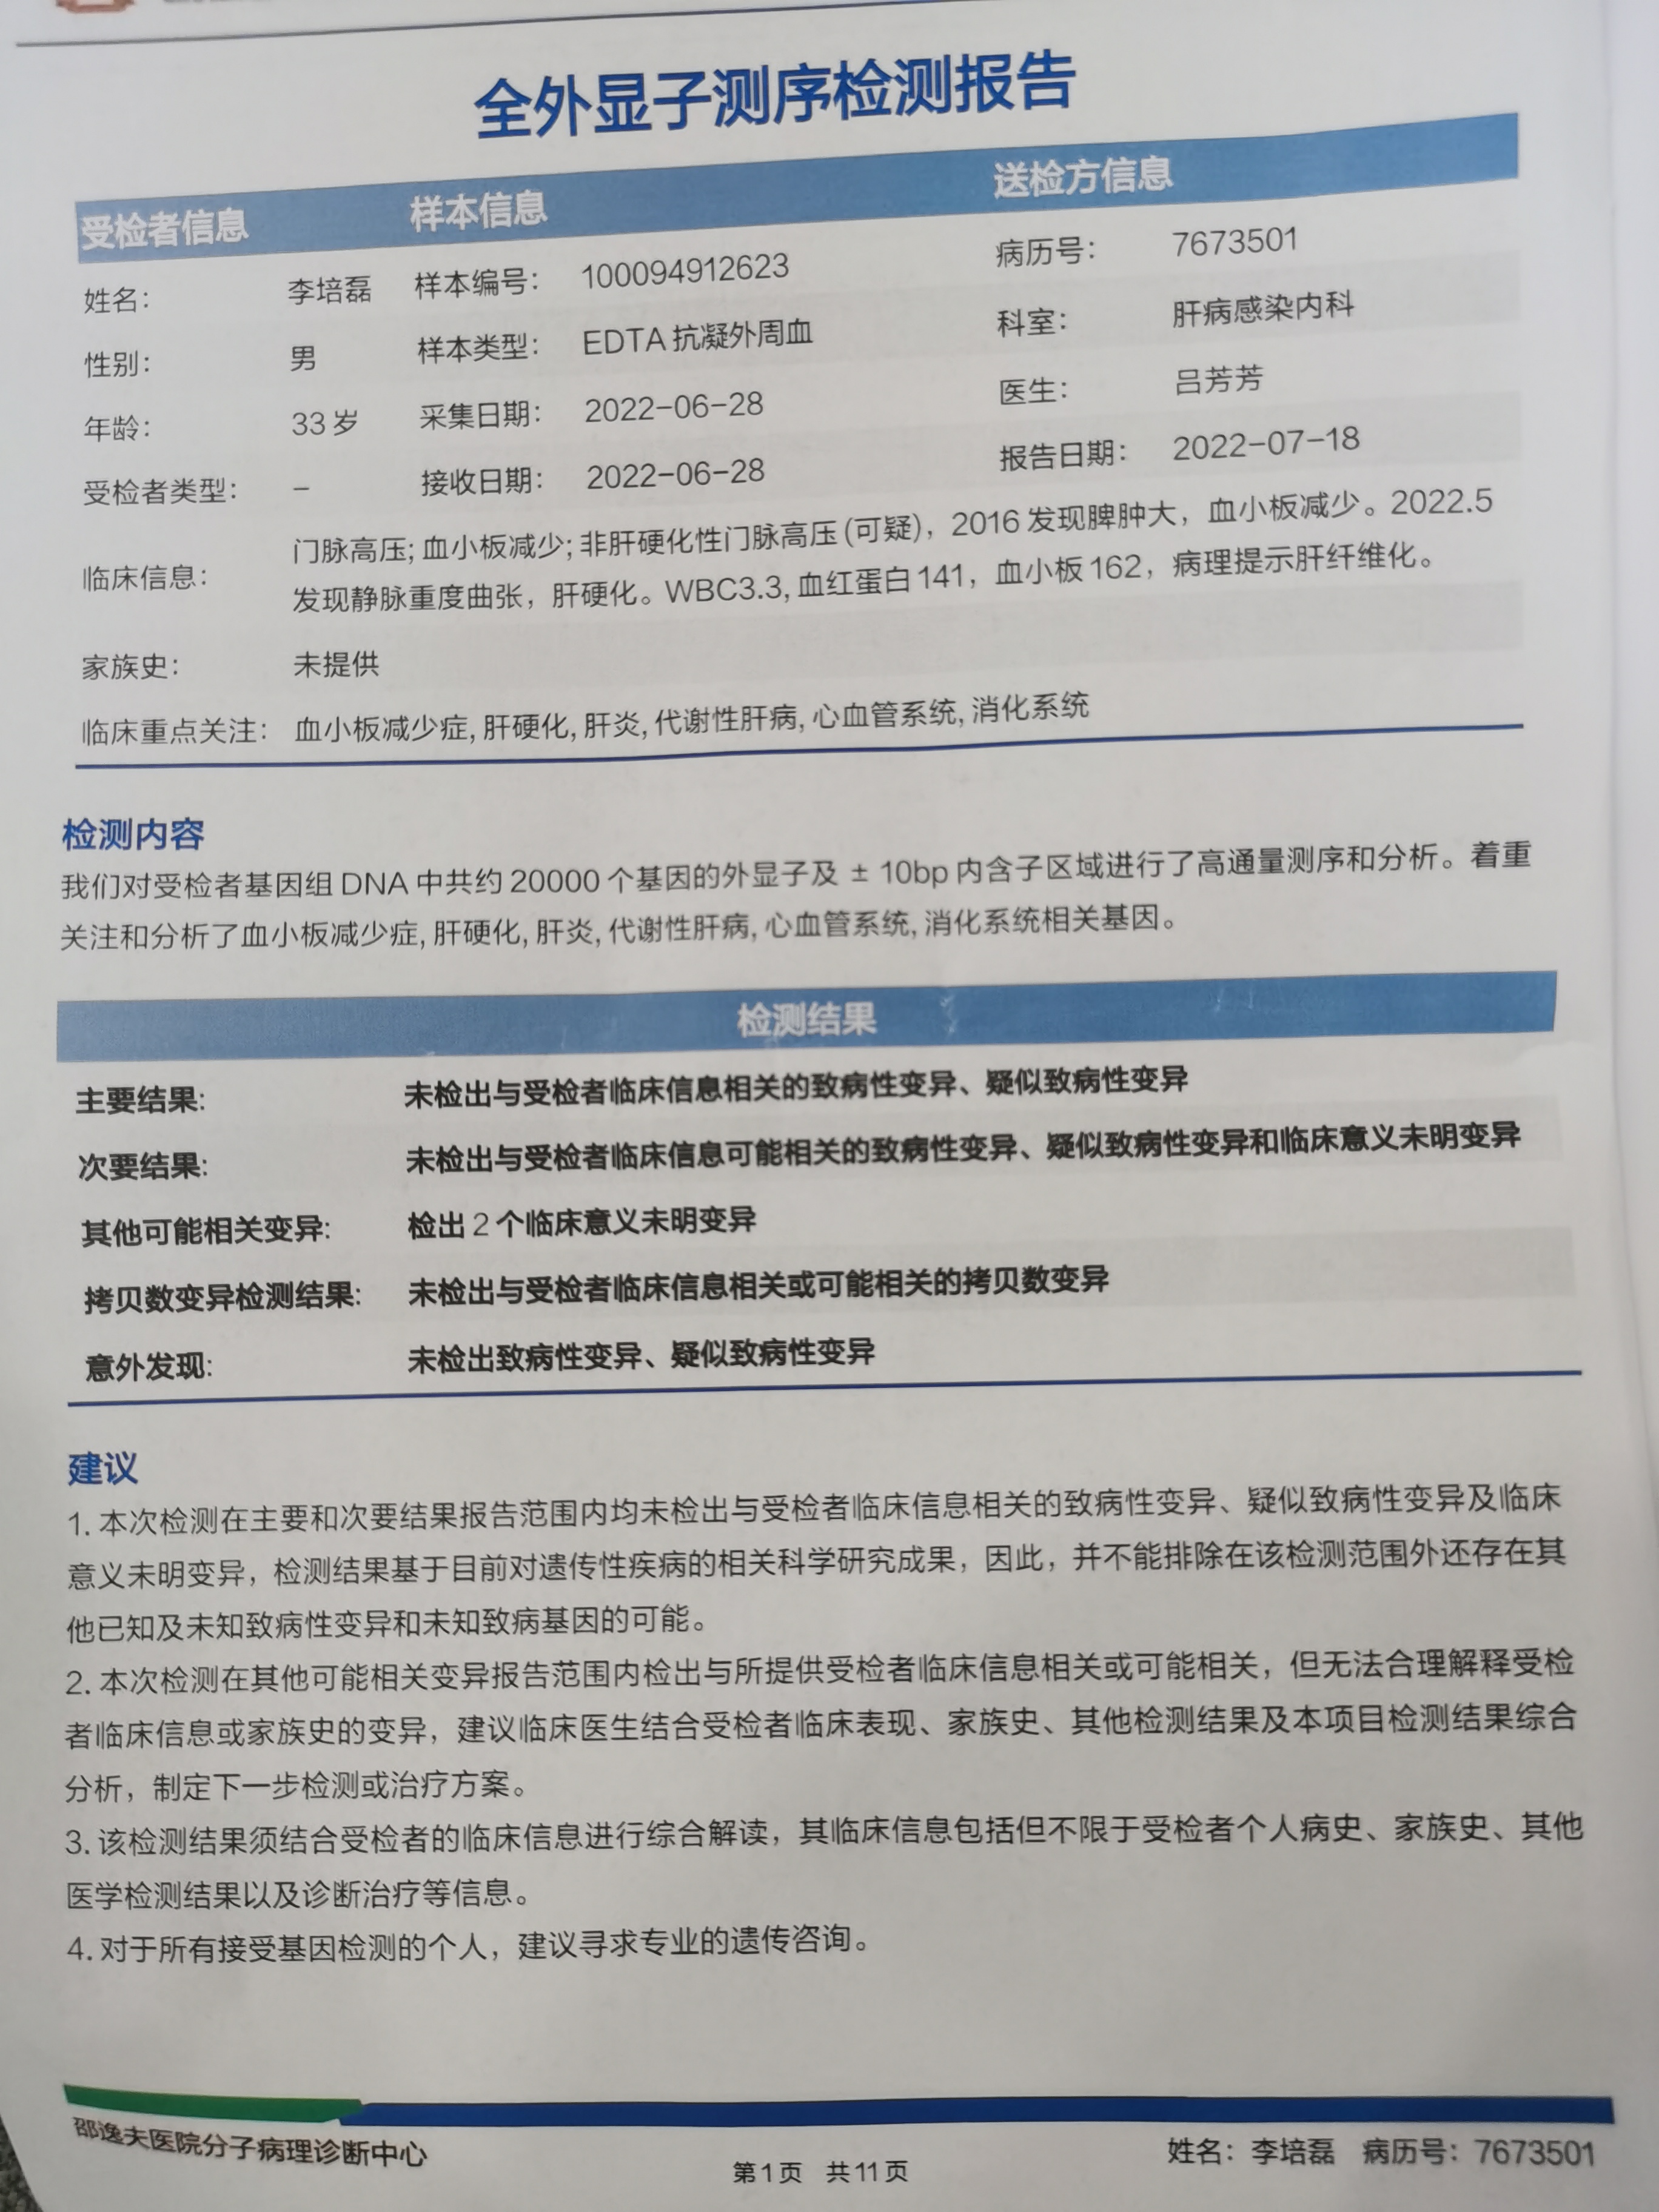 全外显子测序检测报告
受检者信息 样本信息 送检方信息
姓名： 李培磊 样本编号： 100094912623 病历号： 7673501
性别： 男 样本类型： EDTA 抗凝外周血 科室： 肝病感染内科
年龄： 33 岁 采集日期： 2022-06-28 医生： 吕芳芳
受检者类型： - 接收日期： 2022-06-28 报告日期： 2022-07-18
临床信息： 门脉高压; 血小板减少; 非肝硬化性门脉高压 (可疑)，2016 发现脾肿大，血小板减少。2022.5
发现静脉重度曲张，肝硬化。WBC3.3, 血红蛋白 141，血小板 162，病理提示肝纤维化。
家族史： 未提供
临床重点关注： 血小板减少症, 肝硬化, 肝炎, 代谢性肝病, 心血管系统, 消化系统
检测内容
我们对受检者基因组 DNA 中共约 20000 个基因的外显子及 ± 10bp 内含子区域进行了高通量测序和分析。着重
关注和分析了血小板减少症, 肝硬化, 肝炎, 代谢性肝病, 心血管系统, 消化系统相关基因。
检测结果
主要结果: 未检出与受检者临床信息相关的致病性变异、疑似致病性变异
次要结果: 未检出与受检者临床信息可能相关的致病性变异、疑似致病性变异和临床意义未明变异
其他可能相关变异: 检出 2 个临床意义未明变异
拷贝数变异检测结果: 未检出与受检者临床信息相关或可能相关的拷贝数变异
意外发现: 未检出致病性变异、疑似致病性变异
建议
1. 本次检测在主要和次要结果报告范围内均未检出与受检者临床信息相关的致病性变异、疑似致病性变异及临床
意义未明变异，检测结果基于目前对遗传性疾病的相关科学研究成果，因此，并不能排除在该检测范围外还存在其
他已知及未知致病性变异和未知致病基因的可能。
2. 本次检测在其他可能相关变异报告范围内检出与所提供受检者临床信息相关或可能相关，但无法合理解释受检
者临床信息或家族史的变异，建议临床医生结合受检者临床表现、家族史、其他检测结果及本项目检测结果综合
分析，制定下一步检测或治疗方案。
3. 该检测结果须结合受检者的临床信息进行综合解读，其临床信息包括但不限于受检者个人病史、家族史、其他
医学检测结果以及诊断治疗等信息。
4. 对于所有接受基因检测的个人，建议寻求专业的遗传咨询。
邵逸夫医院分子病理诊断中心
第 1 页 共 11 页
姓名：李培磊 病历号：7673501